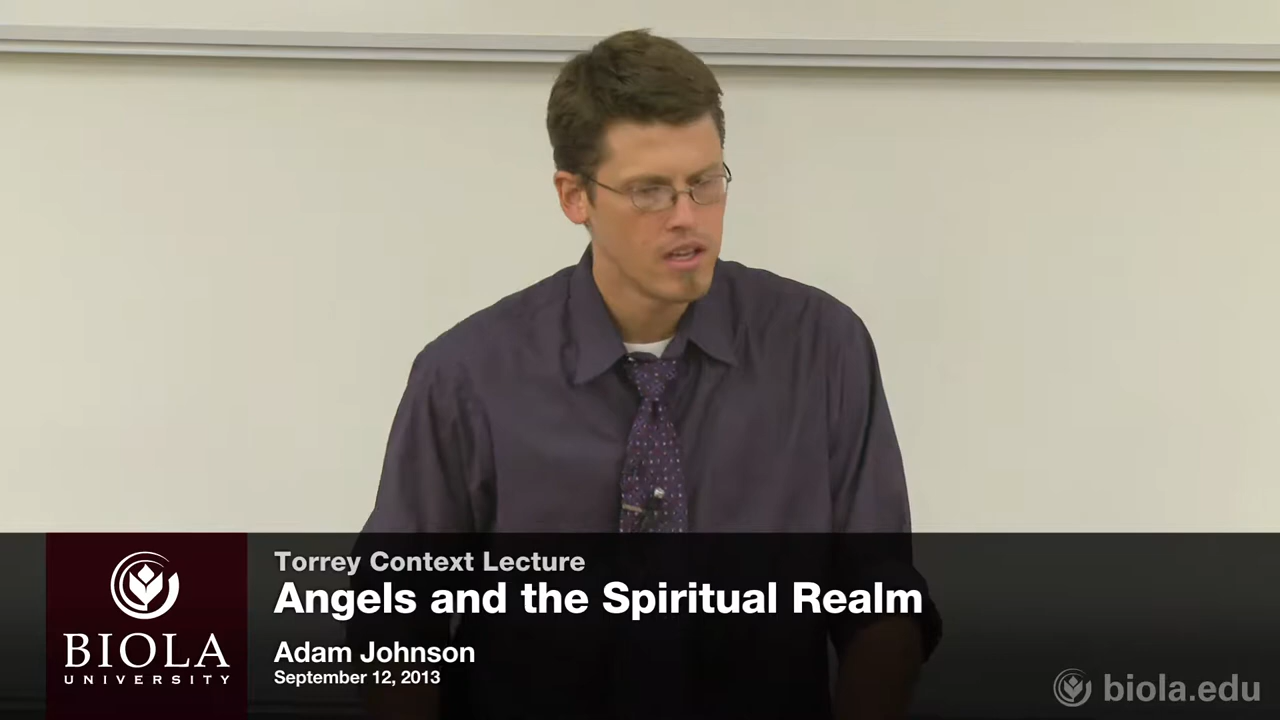 Torrey Context Lecture
Angels and the Spiritual Realm
BIOLA
UNIVERSITY
Adam Johnson
September 12, 2013
biola.edu